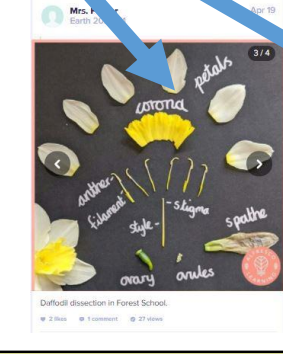 Mrs.
Apr 19
Earth 20
3/4
petals
corona
anther-
filament
-stigma
style-
spathe
ovary
ovules
LEARNING
Daffodil dissection in Forest School.
2 likes 1 comment 27 views